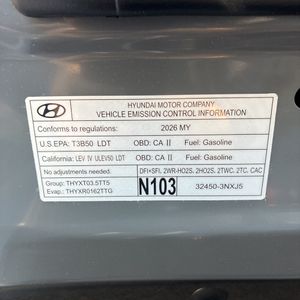 HYUNDAI MOTOR COMPANY
VEHICLE EMISSION CONTROL INFORMATION
Conforms to regulations: 2026 MY
U.S.EPA: T3B50 LDT OBD: CA II Fuel: Gasoline
California: LEV IV ULEV50 LDT OBD: CA II Fuel: Gasoline
No adjustments needed. DFI+SFI, 2WR-HO2S, 2HO2S, 2TWC, 2TC, CAC
Group: THYXT03.5TT5
Evap.: THYXR0162TTG
N103 32450-3NXJ5